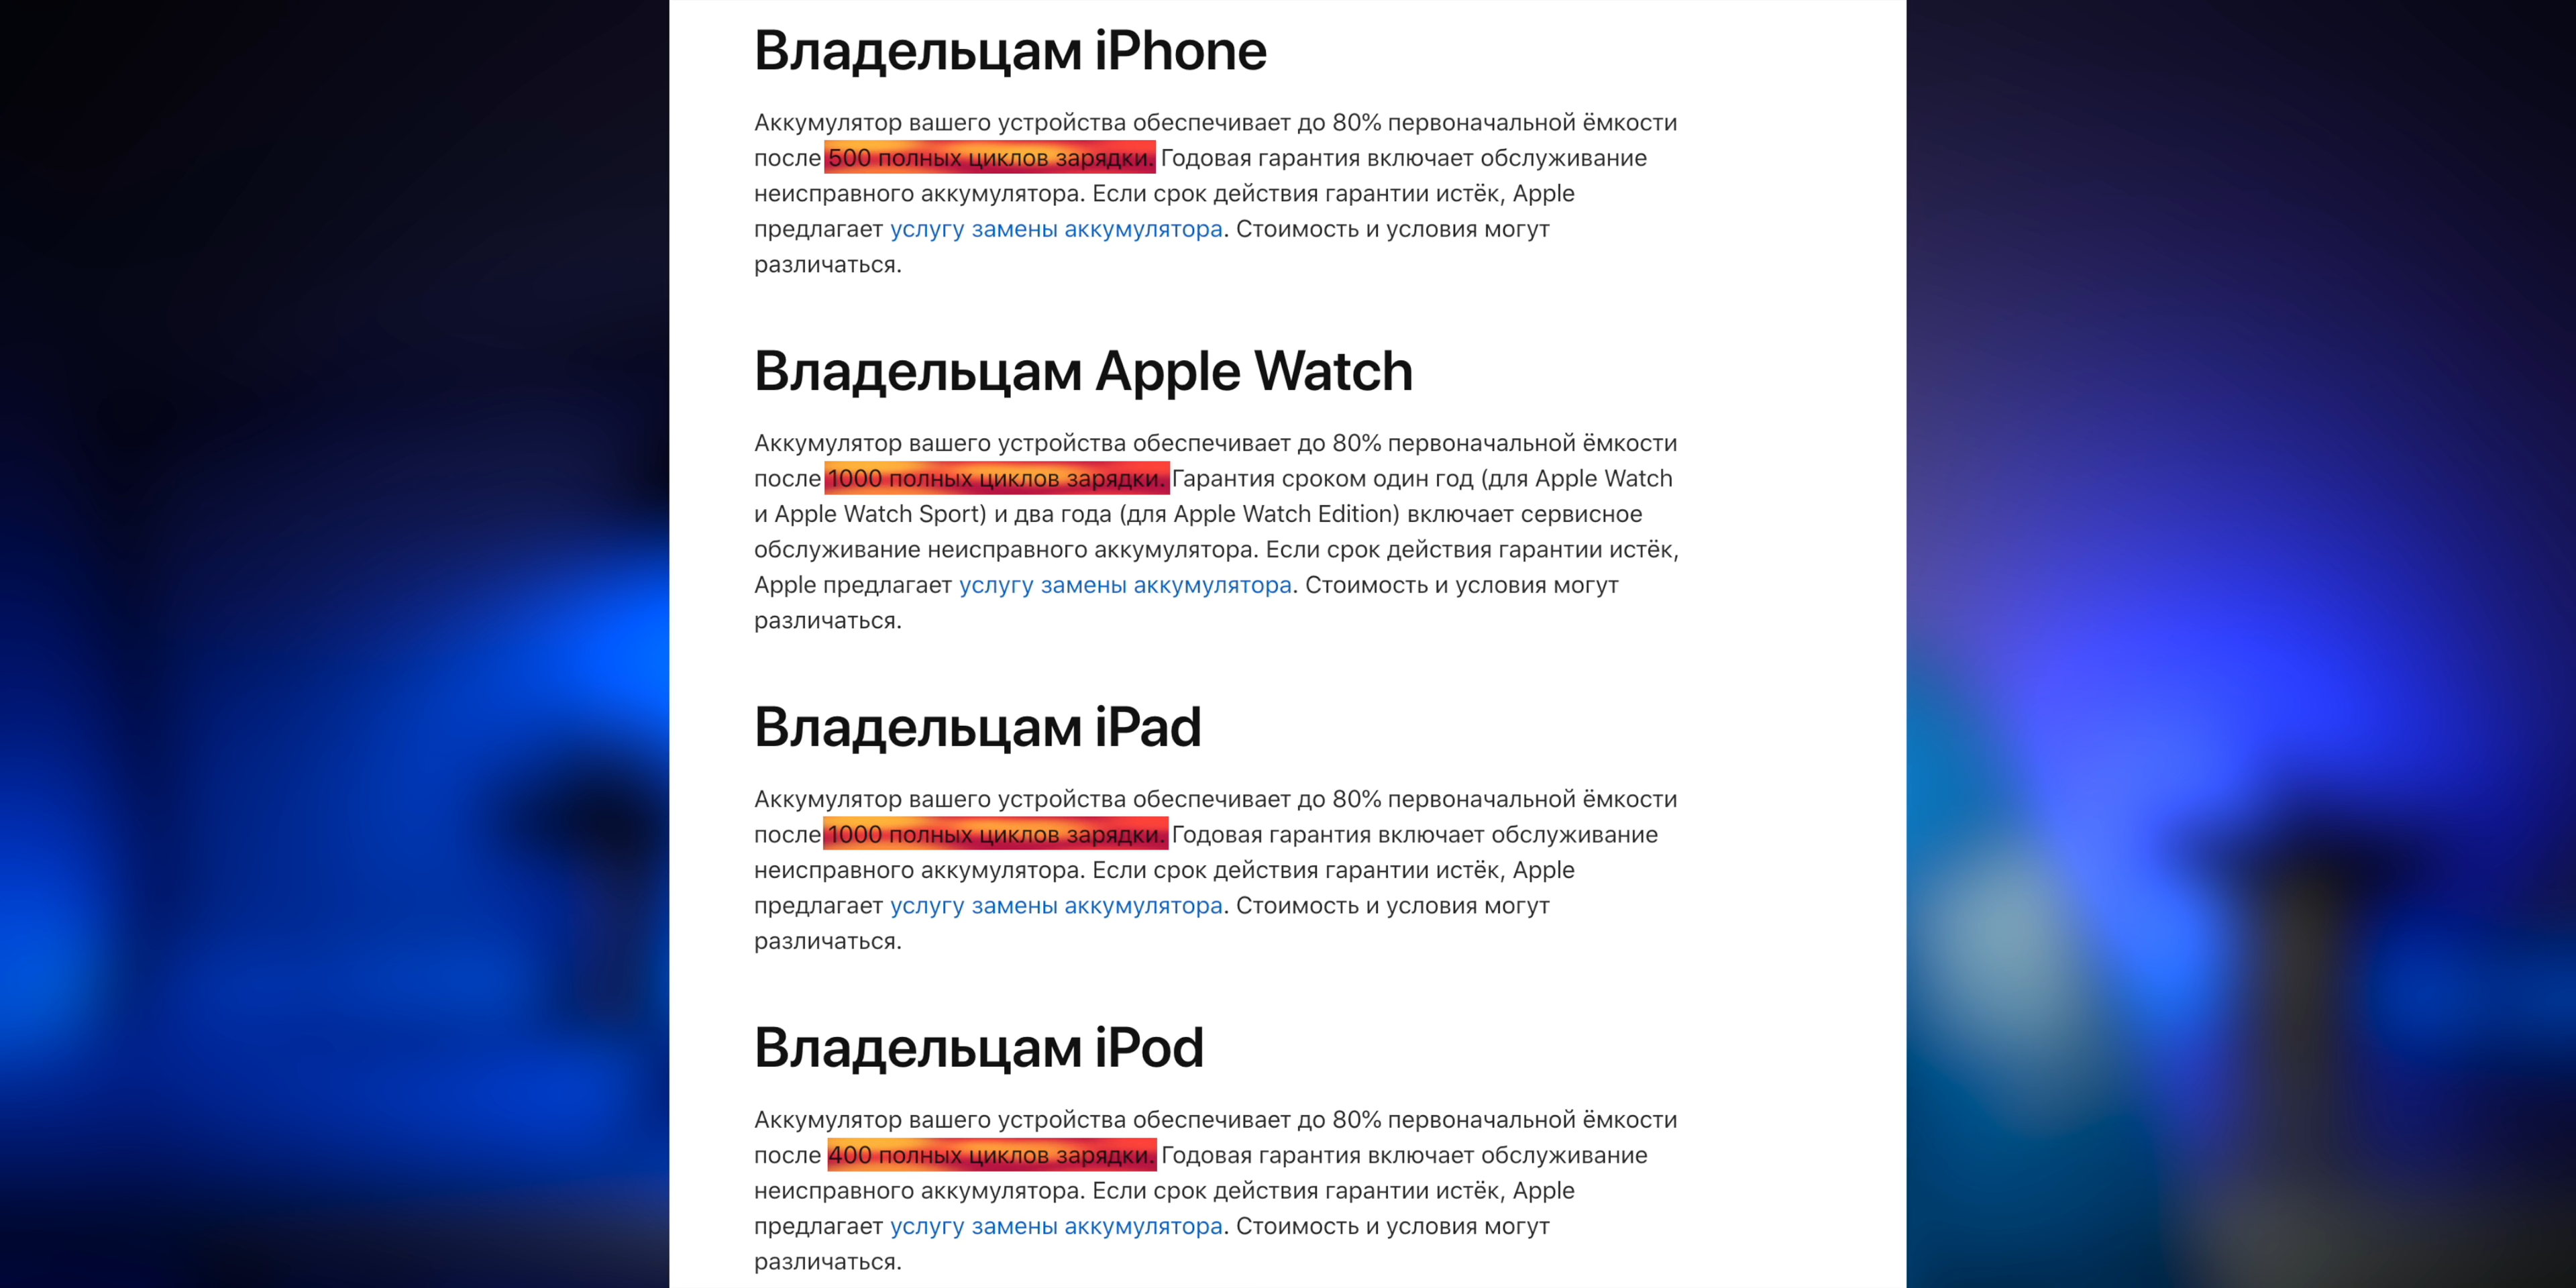 Владельцам iPhone
Аккумулятор вашего устройства обеспечивает до 80% первоначальной ёмкости
после 500 полных циклов зарядки. Годовая гарантия включает обслуживание
неисправного аккумулятора. Если срок действия гарантии истёк, Apple
предлагает услугу замены аккумулятора. Стоимость и условия могут
различаться.
Владельцам Apple Watch
Аккумулятор вашего устройства обеспечивает до 80% первоначальной ёмкости
после 1000 полных циклов зарядки. Гарантия сроком один год (для Apple Watch
и Apple Watch Sport) и два года (для Apple Watch Edition) включает сервисное
обслуживание неисправного аккумулятора. Если срок действия гарантии истёк,
Apple предлагает услугу замены аккумулятора. Стоимость и условия могут
различаться.
Владельцам iPad
Аккумулятор вашего устройства обеспечивает до 80% первоначальной ёмкости
после 1000 полных циклов зарядки. Годовая гарантия включает обслуживание
неисправного аккумулятора. Если срок действия гарантии истёк, Apple
предлагает услугу замены аккумулятора. Стоимость и условия могут
различаться.
Владельцам iPod
Аккумулятор вашего устройства обеспечивает до 80% первоначальной ёмкости
после 400 полных циклов зарядки. Годовая гарантия включает обслуживание
неисправного аккумулятора. Если срок действия гарантии истёк, Apple
предлагает услугу замены аккумулятора. Стоимость и условия могут
различаться.